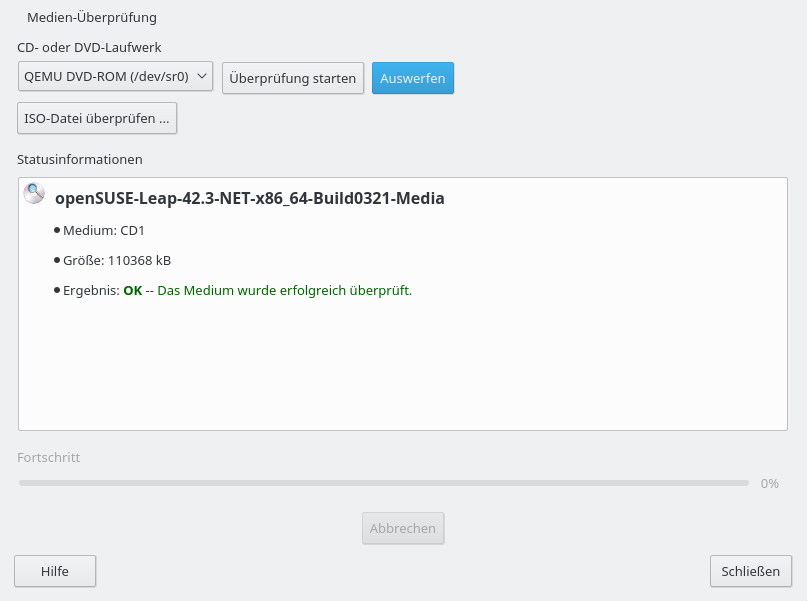 Medien-Überprüfung
CD- oder DVD-Laufwerk
QEMU DVD-ROM (/dev/sr0) Überprüfung starten Auswerfen
ISO-Datei überprüfen ...
Statusinformationen
openSUSE-Leap-42.3-NET-x86_64-Build0321-Media
Medium: CD1
Größe: 110368 kB
Ergebnis: OK -- Das Medium wurde erfolgreich überprüft.
Fortschritt
0%
Abbrechen
Hilfe Schließen